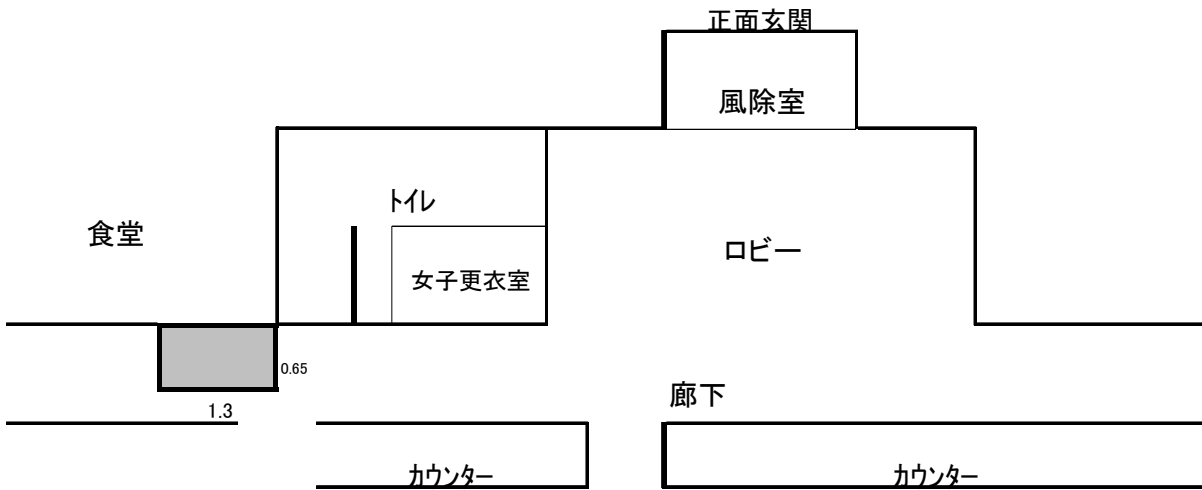 正面玄関
風除室
トイレ
食堂
ロビー
女子更衣室
0.65
廊下
1.3
カウンター
カウンター